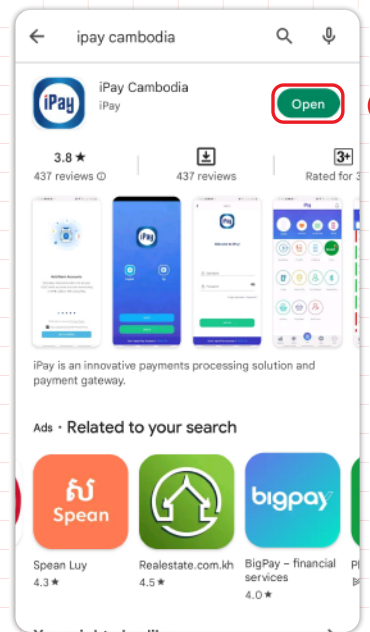 ipay cambodia
iPay
iPay Cambodia
iPay
Open
3.8 ★
437 reviews
437 reviews
3+
Rated for 3
iPay
iPay is an innovative payments processing solution and
payment gateway.
Ads · Related to your search
ស
Spean
bigpay
Spean Luy
4.3 ★
Realestate.com.kh
4.5 ★
BigPay – financial
services
4.0 ★